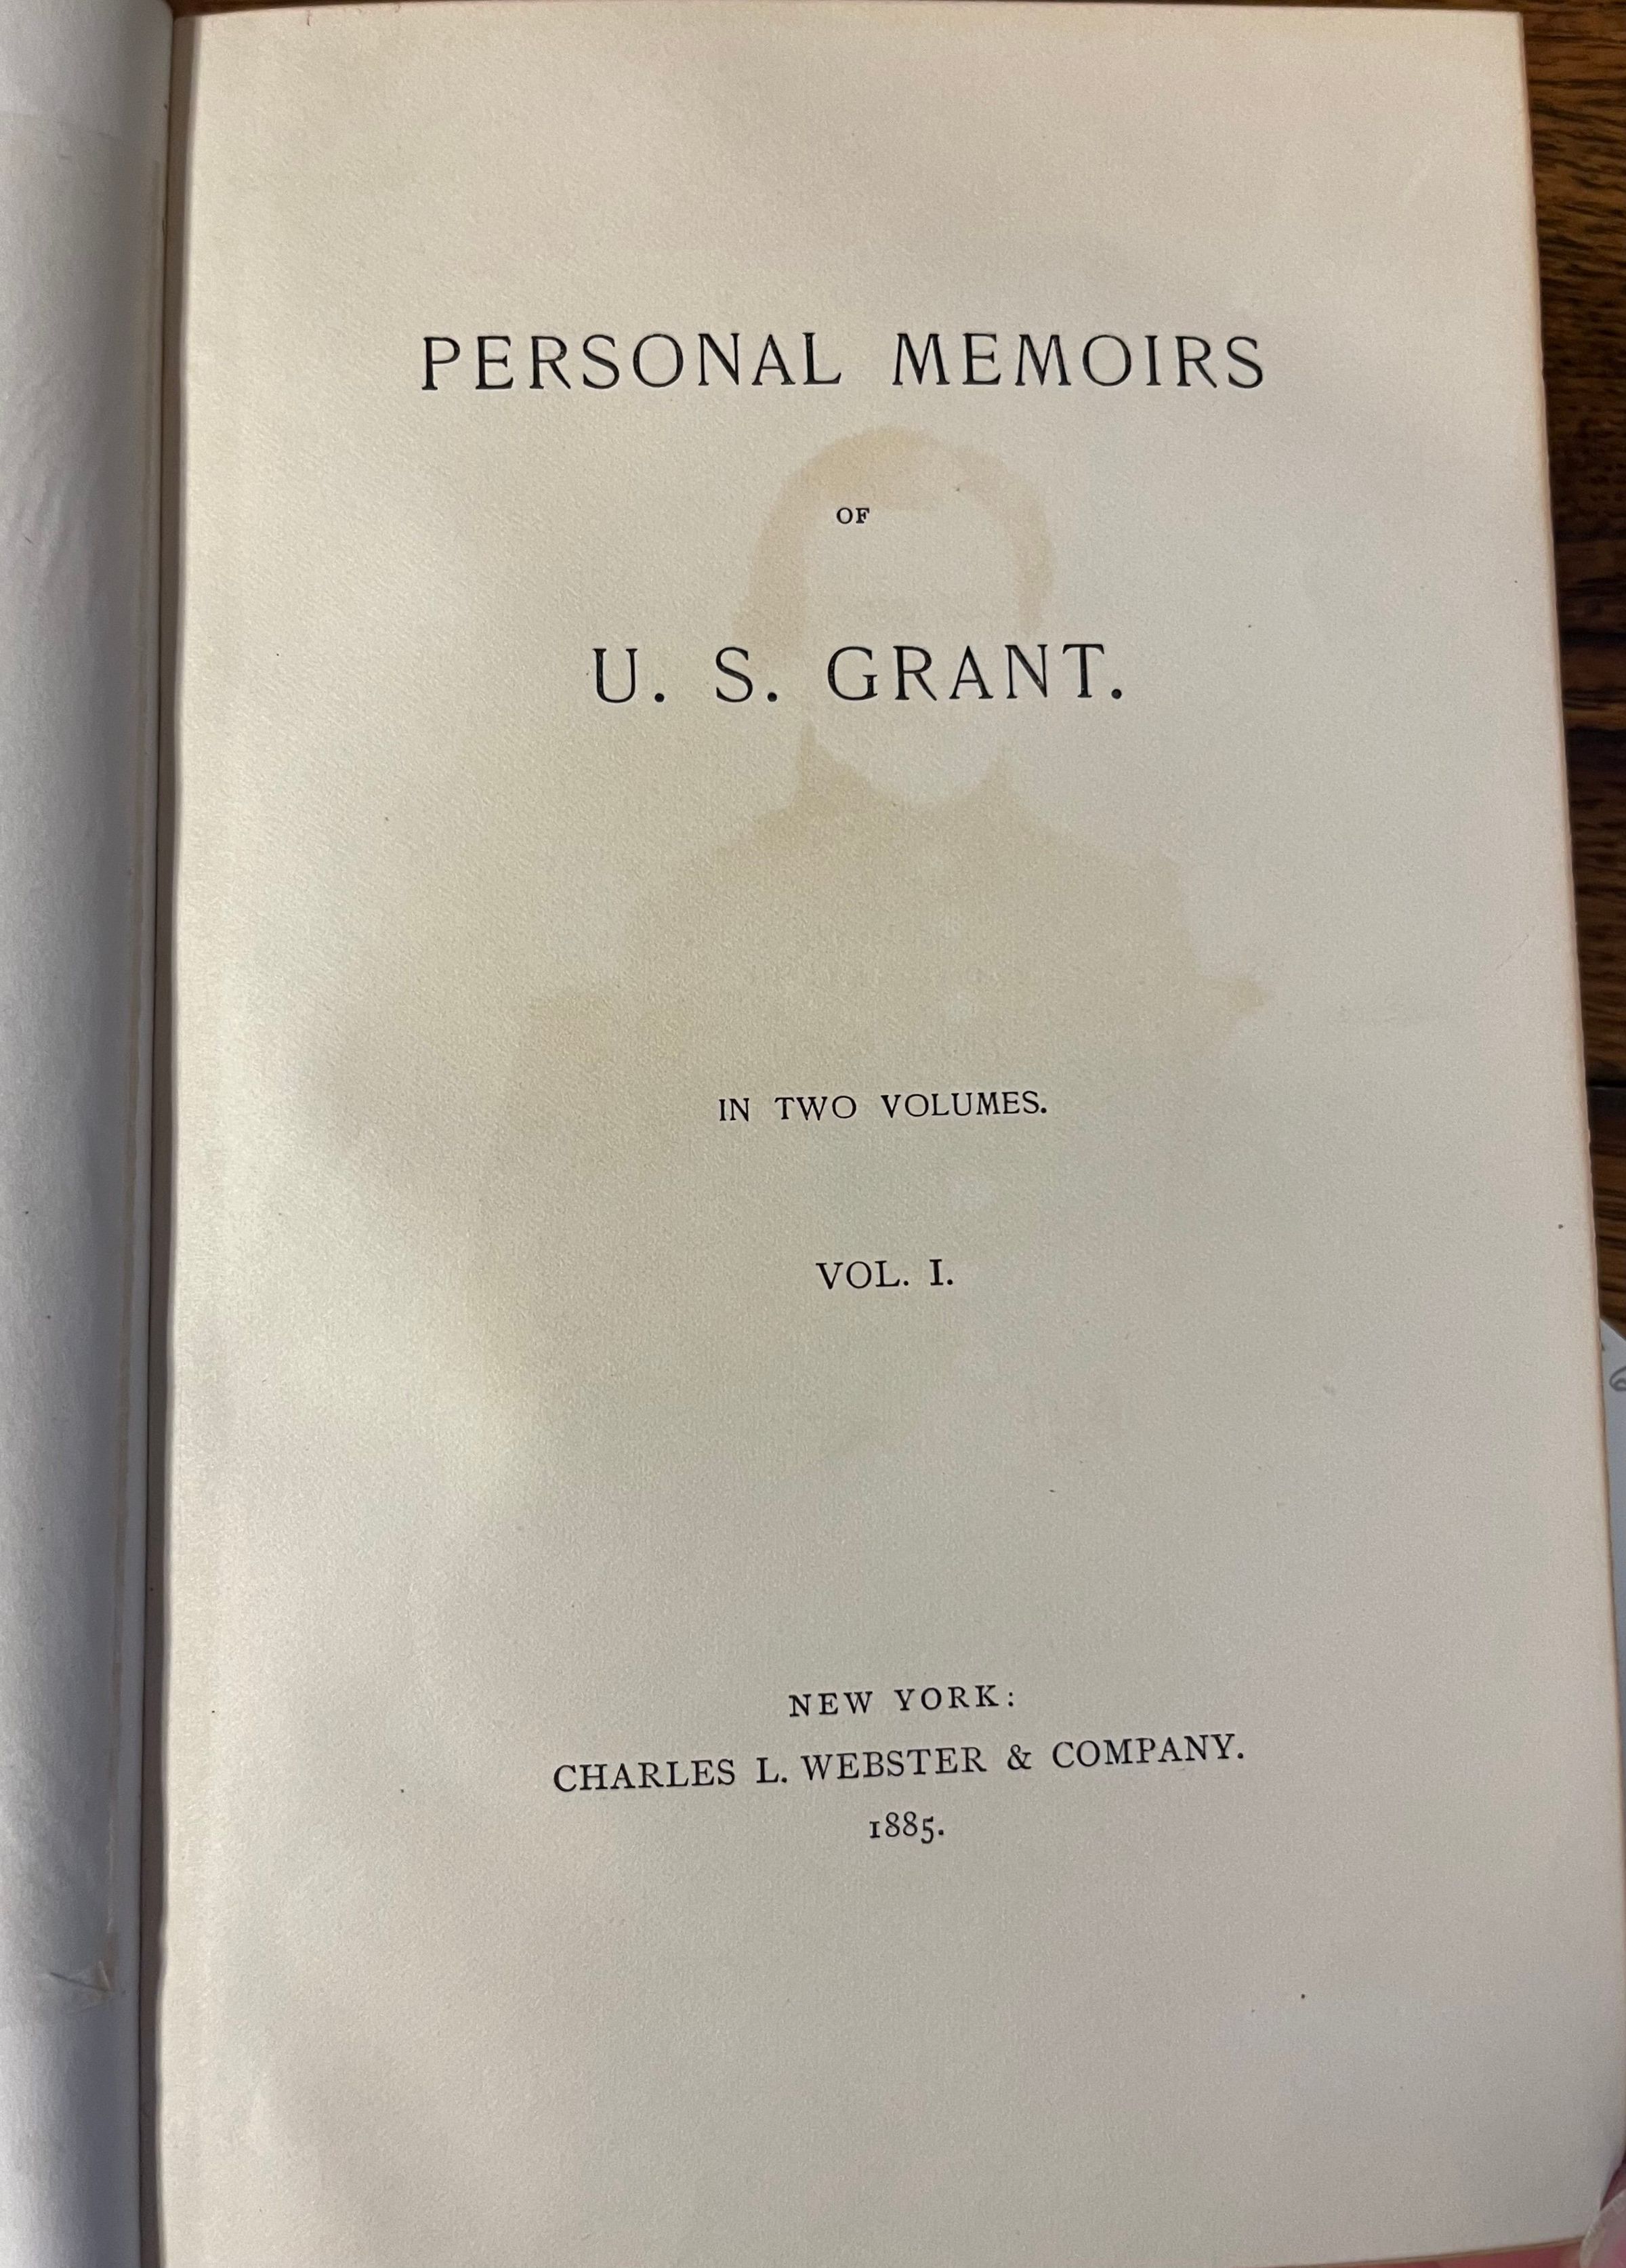 PERSONAL MEMOIRS
OF
U. S. GRANT.
IN TWO VOLUMES.
VOL. I.
NEW YORK:
CHARLES L. WEBSTER & COMPANY.
1885.